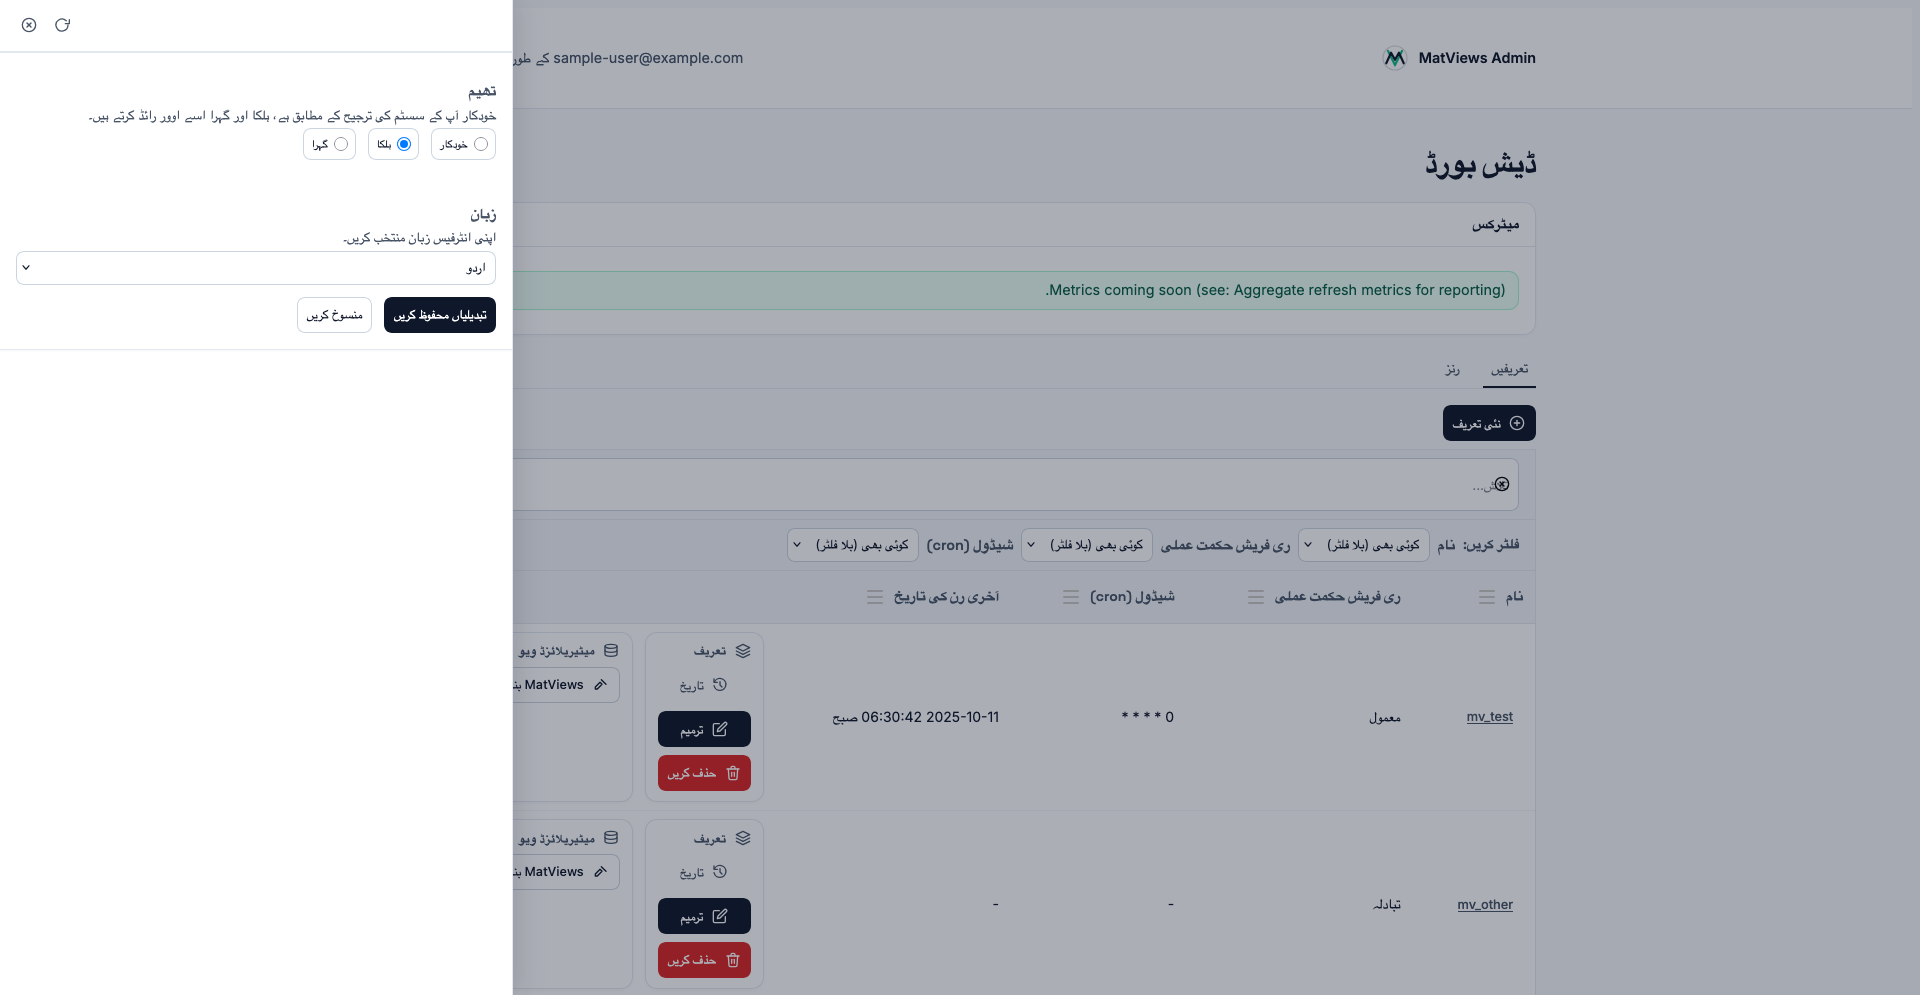 تھیم
خودکار آپ کے سسٹم کی ترجیح کے مطابق ہے، ہلکا اور گہرا اسے اوور رائڈ کرتے ہیں۔
خودکار ہلکا گہرا
زبان
اپنی انٹرفیس زبان منتخب کریں۔
اردو
تبدیلیاں محفوظ کریں منسوخ کریں
MatViews Admin
sample-user@example.com کے طور
ڈیش بورڈ
میٹرکس
Metrics coming soon (see: Aggregate refresh metrics for reporting).
تعریفیں رنز
نئی تعریف
فلٹر کریں: نام کوئی بھی (بلا فلٹر) ری فریش حکمت عملی کوئی بھی (بلا فلٹر) شیڈول (cron) کوئی بھی (بلا فلٹر)
نام ری فریش حکمت عملی شیڈول (cron) آخری رن کی تاریخ
تعریف میٹیریلائزڈ ویو
تاریخ MatViews
mv_test معمول 0 * * * * 2025-10-11 06:30:42 صبح
ترمیم
حذف کریں
تعریف میٹیریلائزڈ ویو
تاریخ MatViews
mv_other تبادلہ - -
ترمیم
حذف کریں